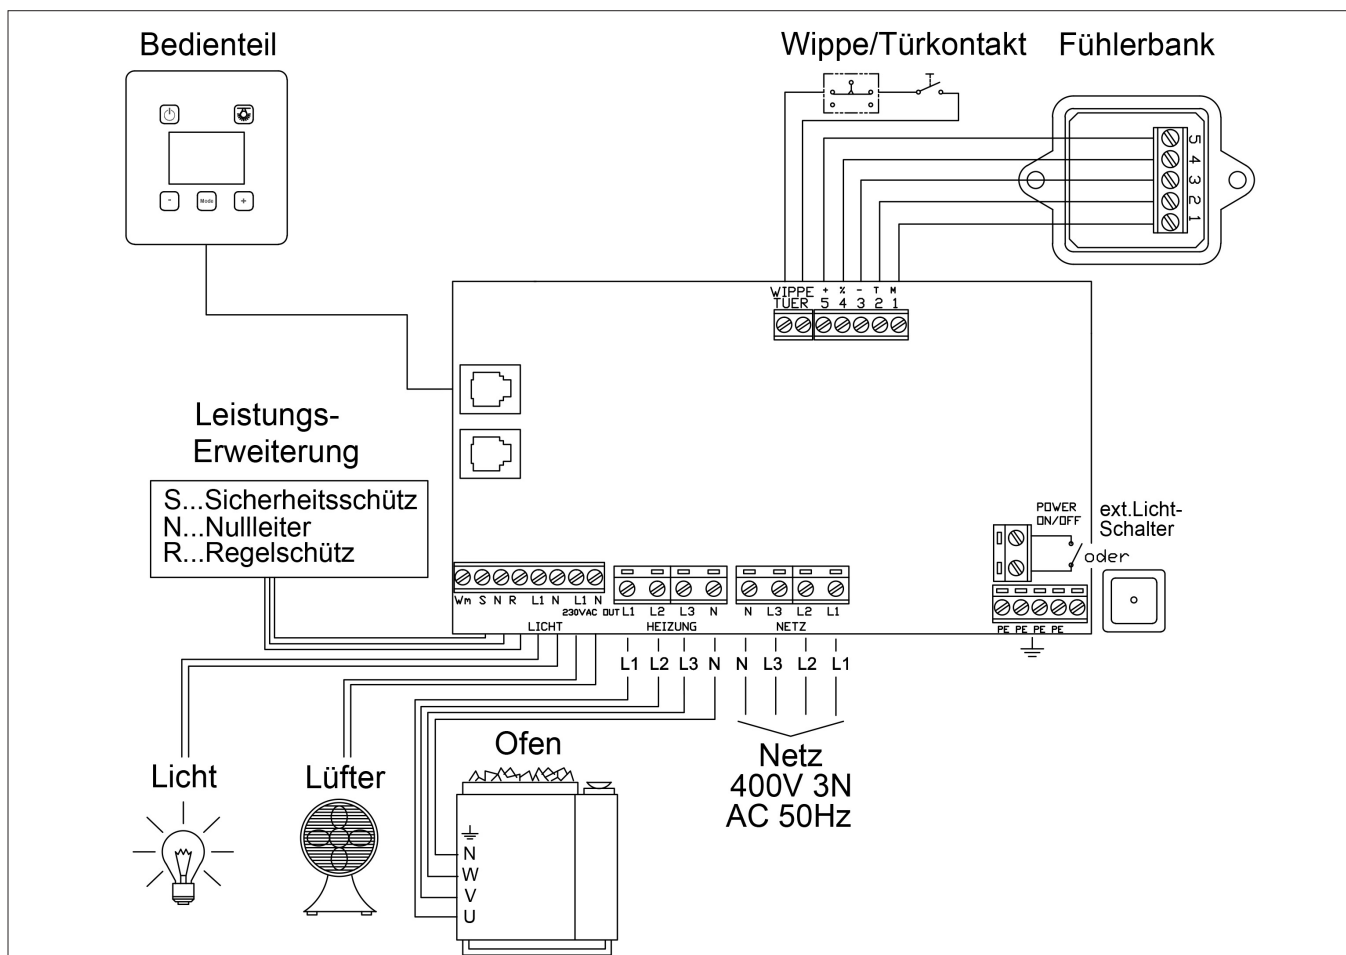 Bedienteil
Wippe/Türkontakt
Fühlerbank
T
5
4
3
2
1
- Mode +
WIPPE + % - T M
TUER 5 4 3 2 1
Leistungs-
Erweiterung
S...Sicherheitsschütz
N...Nullleiter
R...Regelschütz
POWER
ON/OFF
ext.Licht-
Schalter
oder
Wm S N R L1 N L1 N
230VAC OUT
L1 L2 L3 N
N L3 L2 L1
LICHT
HEIZUNG
NETZ
PE PE PE PE
L1 L2 L3 N N L3 L2 L1
Licht
Lüfter
Ofen
Netz
400V 3N
AC 50Hz
N
W
V
U